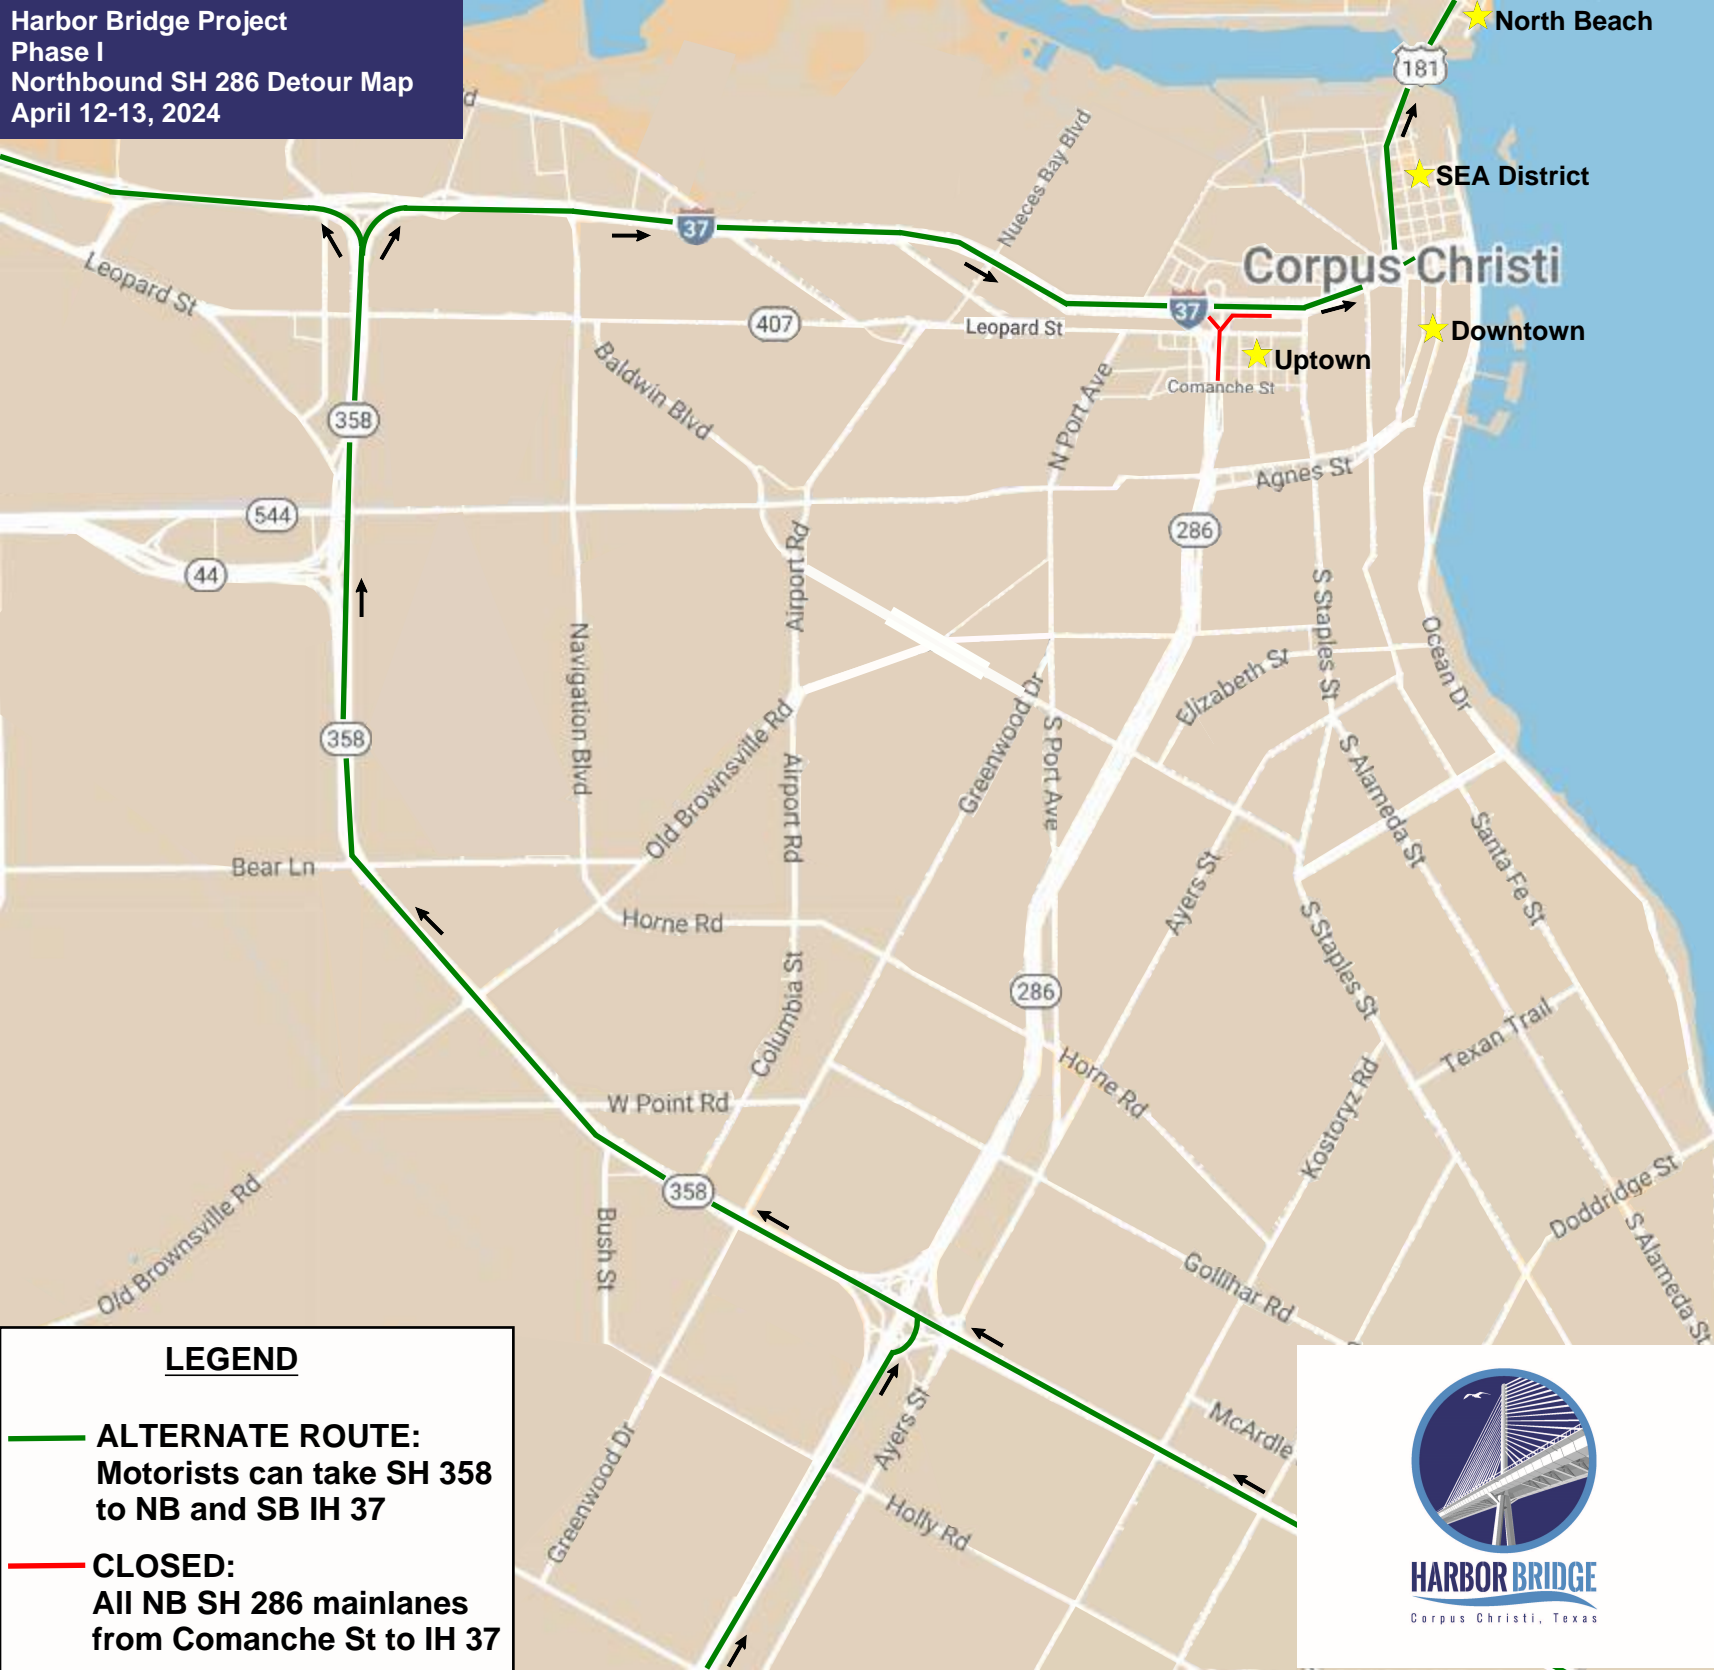 Harbor Bridge Project
Phase I
Northbound SH 286 Detour Map
April 12-13, 2024
North Beach
181
SEA District
Nueces Bay Blvd
37
Corpus Christi
Leopard St
37
407
Leopard St
Downtown
Uptown
Comanche St
Baldwin Blvd
N Port Ave
358
Agnes St
544
286
44
Airport Rd
S Staples St
Ocean Dr
Navigation Blvd
Elizabeth St
Greenwood Dr
S Port Ave
358
Old Brownsville Rd
Airport Rd
S Alameda St
Santa Fe St
Bear Ln
Ayers St
Horne Rd
S Staples St
Columbia St
286
Texan Trail
Horne Rd
Kostoryz Rd
W Point Rd
358
Doddridge St
Old Brownsville Rd
Bush St
Gollihar Rd
S Alameda St
Ayers St
McArdle
Greenwood Dr
Holly Rd
LEGEND
ALTERNATE ROUTE:
Motorists can take SH 358
to NB and SB IH 37
CLOSED:
All NB SH 286 mainlanes
from Comanche St to IH 37
HARBOR BRIDGE
Corpus Christi, Texas